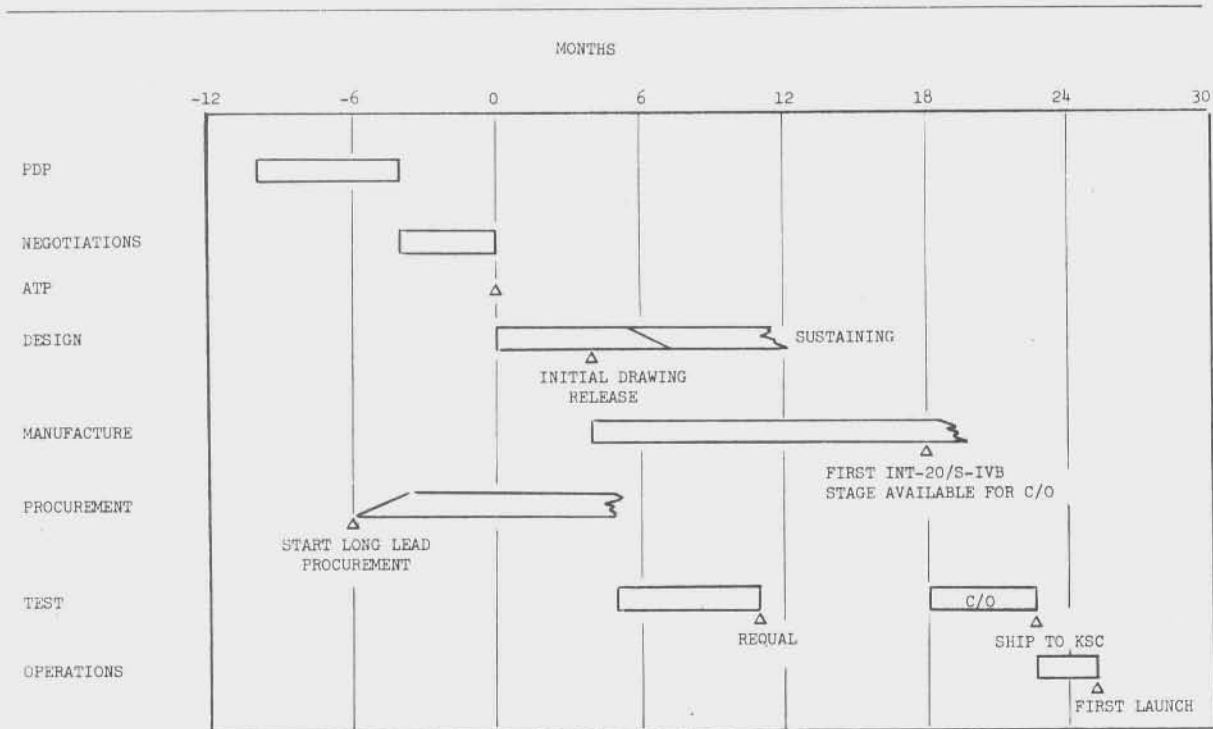 MONTHS
-12 -6 0 6 12 18 24 30
PDP
NEGOTIATIONS
ATP
DESIGN
SUSTAINING
INITIAL DRAWING
RELEASE
MANUFACTURE
FIRST INT-20/S-IVB
STAGE AVAILABLE FOR C/O
PROCUREMENT
START LONG LEAD
PROCUREMENT
TEST
C/O
REQUAL
SHIP TO KSC
OPERATIONS
FIRST LAUNCH